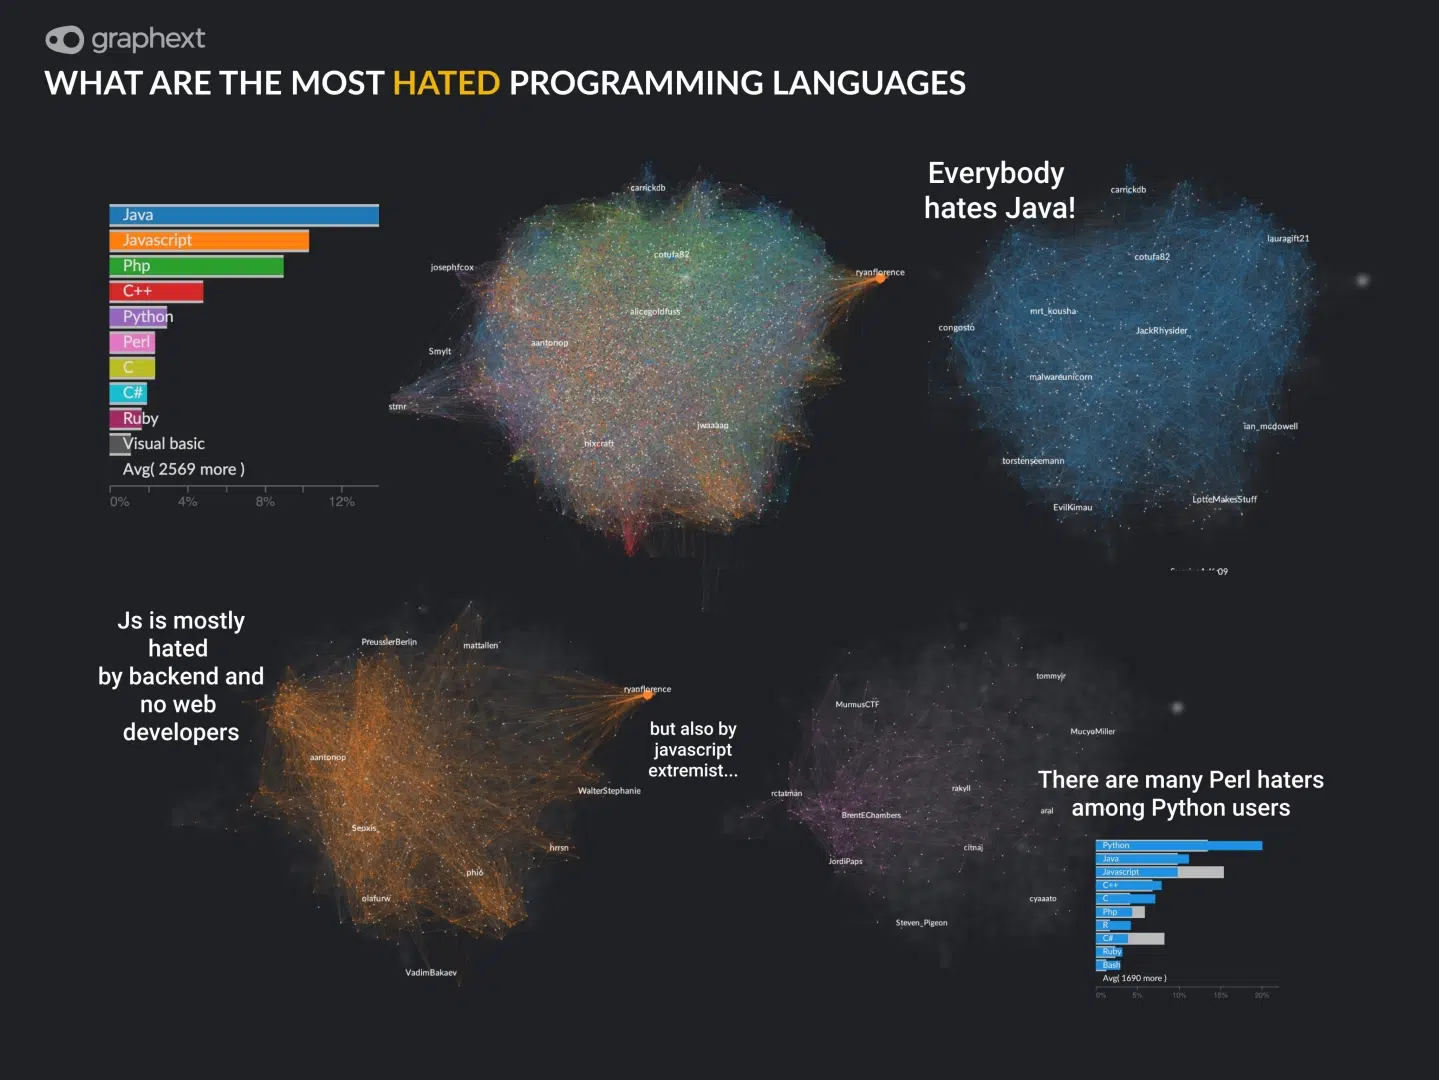 graphext
WHAT ARE THE MOST HATED PROGRAMMING LANGUAGES
Java
Javascript
Php
C++
Python
Perl
C
C#
Ruby
Visual basic
Avg( 2569 more )
0% 4% 8% 12%
carrickdb
josephfcox
cotufa82
ryanflorence
alicegoldfuss
aantonop
Smylt
strnr
jwaaaap
hixcraft
Everybody
hates Java!
carrickdb
lauragift21
cotufa82
mrt_kousha
congosto
JackRhysider
malwareunicorn
ian_mcdowell
torstenseemann
LotteMakesStuff
EvilKimau
Js is mostly
hated
by backend and
no web
developers
PreusslerBerlin
mattallen
ryanflorence
aantonop
WalterStephanie
Seoxis_
hrrsn
phi6
olafurw
VadimBakaev
but also by
javascript
extremist...
tommyjr
MurmusCTF
MucyoMiller
rctatman
rakyll
BrentEChambers
aral
citnaj
JordiPaps
cyaaato
Steven_Pigeon
There are many Perl haters
among Python users
Python
Java
Javascript
C++
C
Php
R
C#
Ruby
Bash
Avg( 1690 more )
0% 5% 10% 15% 20%